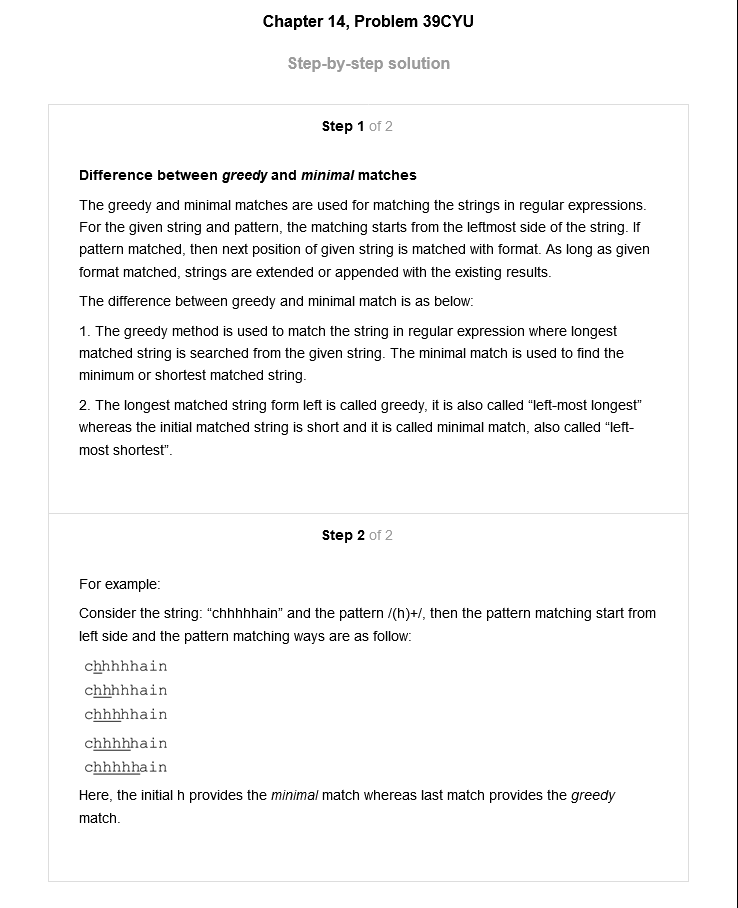 Chapter 14, Problem 39CYU
Step-by-step solution
Step 1 of 2
Difference between greedy and minimal matches
The greedy and minimal matches are used for matching the strings in regular expressions.
For the given string and pattern, the matching starts from the leftmost side of the string. If
pattern matched, then next position of given string is matched with format. As long as given
format matched, strings are extended or appended with the existing results.
The difference between greedy and minimal match is as below:
1. The greedy method is used to match the string in regular expression where longest
matched string is searched from the given string. The minimal match is used to find the
minimum or shortest matched string.
2. The longest matched string form left is called greedy, it is also called “left-most longest”
whereas the initial matched string is short and it is called minimal match, also called “left-
most shortest”.
Step 2 of 2
For example:
Consider the string: “chhhhhain” and the pattern /(h)+/, then the pattern matching start from
left side and the pattern matching ways are as follow:
chhhhhain
chhhhhain
chhhhhain
chhhhhain
chhhhhain
Here, the initial h provides the minimal match whereas last match provides the greedy
match.